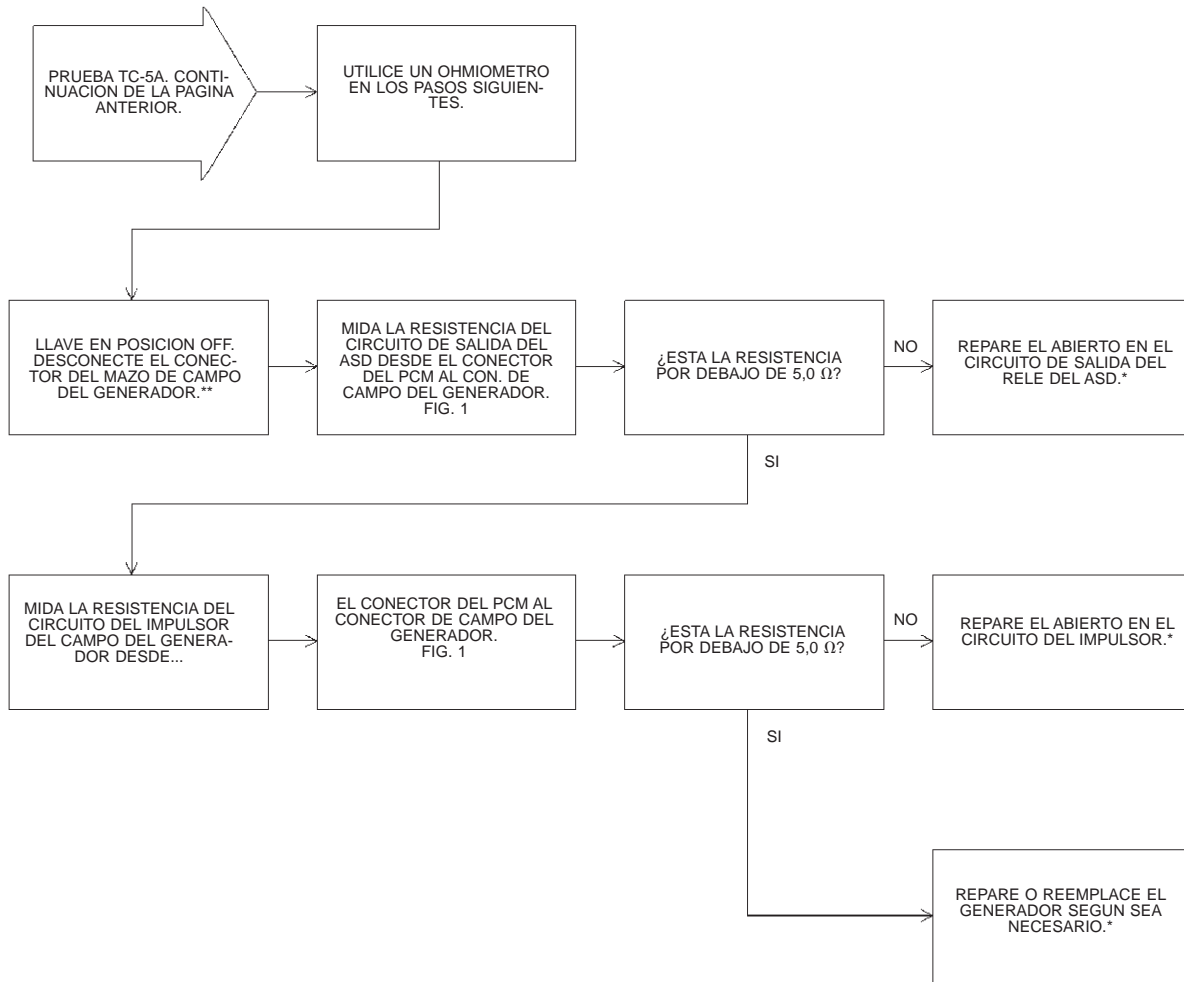 PRUEBA TC-5A. CONTI-
NUACION DE LA PAGINA
ANTERIOR.
UTILICE UN OHMIOMETRO
EN LOS PASOS SIGUIEN-
TES.
LLAVE EN POSICION OFF.
DESCONECTE EL CONEC-
TOR DEL MAZO DE CAMPO
DEL GENERADOR.**
MIDA LA RESISTENCIA DEL
CIRCUITO DE SALIDA DEL
ASD DESDE EL CONECTOR
DEL PCM AL CON. DE
CAMPO DEL GENERADOR.
FIG. 1
¿ESTA LA RESISTENCIA
POR DEBAJO DE 5,0 Ω?
NO
REPARE EL ABIERTO EN EL
CIRCUITO DE SALIDA DEL
RELE DEL ASD.*
SI
MIDA LA RESISTENCIA DEL
CIRCUITO DEL IMPULSOR
DEL CAMPO DEL GENERA-
DOR DESDE...
EL CONECTOR DEL PCM AL
CONECTOR DE CAMPO DEL
GENERADOR.
FIG. 1
¿ESTA LA RESISTENCIA
POR DEBAJO DE 5,0 Ω?
NO
REPARE EL ABIERTO EN EL
CIRCUITO DEL IMPULSOR.*
SI
REPARE O REEMPLACE EL
GENERADOR SEGUN SEA
NECESARIO.*